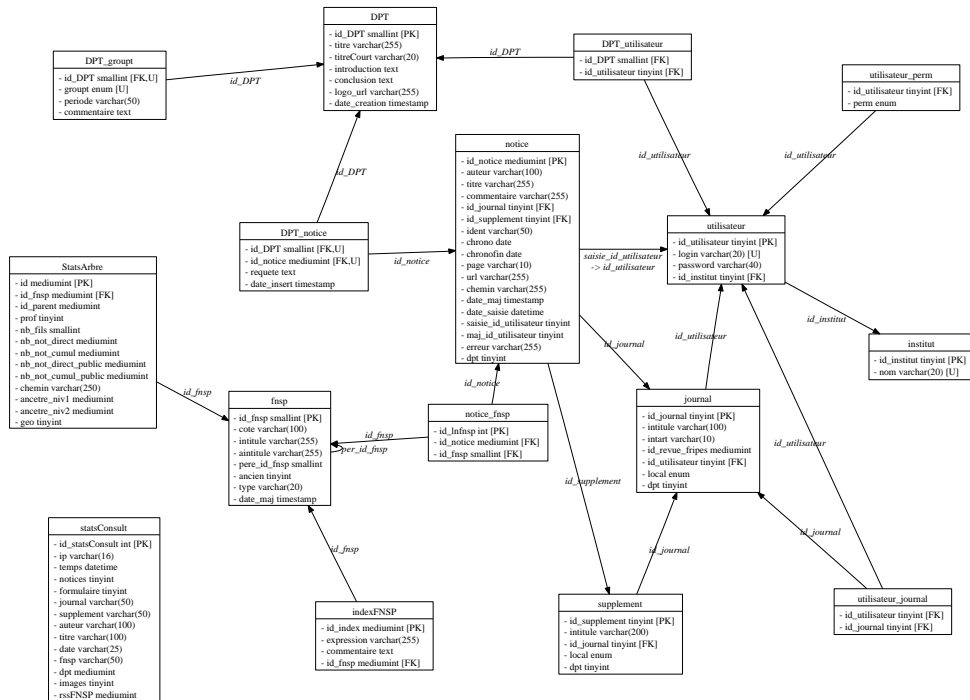 DPT
- id_DPT smallint [PK]
- titre varchar(255)
- titreCourt varchar(20)
- introduction text
- conclusion text
- logo_url varchar(255)
- date_creation timestamp
DPT_groupt
- id_DPT smallint [FK,U]
- groupt enum [U]
- periode varchar(50)
- commentaire text
id_DPT
id_DPT
DPT_utilisateur
- id_DPT smallint [FK]
- id_utilisateur tinyint [FK]
utilisateur_perm
- id_utilisateur tinyint [FK]
- perm enum
id_DPT
id_utilisateur
id_utilisateur
notice
- id_notice mediumint [PK]
- auteur varchar(100)
- titre varchar(255)
- commentaire varchar(255)
- id_journal tinyint [FK]
- id_supplement tinyint [FK]
- ident varchar(50)
- chrono date
- chronofin date
- page varchar(10)
- url varchar(255)
- chemin varchar(255)
- date_maj timestamp
- date_saisie datetime
- saisie_id_utilisateur tinyint
- maj_id_utilisateur tinyint
- erreur varchar(255)
- dpt tinyint
DPT_notice
- id_DPT smallint [FK,U]
- id_notice mediumint [FK,U]
- requete text
- date_insert timestamp
id_notice
saisie_id_utilisateur
-> id_utilisateur
utilisateur
- id_utilisateur tinyint [PK]
- login varchar(20) [U]
- password varchar(40)
- id_institut tinyint [FK]
StatsArbre
- id mediumint [PK]
- id_fnsp mediumint [FK]
- id_parent mediumint
- prof tinyint
- nb_fils smallint
- nb_not_direct mediumint
- nb_not_cumul mediumint
- nb_not_direct_public mediumint
- nb_not_cumul_public mediumint
- chemin varchar(250)
- ancetre_niv1 mediumint
- ancetre_niv2 mediumint
- geo tinyint
id_institut
id_utilisateur
id_journal
institut
- id_institut tinyint [PK]
- nom varchar(20) [U]
id_fnsp
id_notice
fnsp
- id_fnsp smallint [PK]
- cote varchar(100)
- intitule varchar(255)
- aintitule varchar(255)
- pere_id_fnsp smallint
- ancien tinyint
- type varchar(20)
- date_maj timestamp
id_fnsp
per_id_fnsp
notice_fnsp
- id_lnfnsp int [PK]
- id_notice mediumint [FK]
- id_fnsp smallint [FK]
journal
- id_journal tinyint [PK]
- intitule varchar(100)
- intart varchar(10)
- id_revue_fripes mediumint
- id_utilisateur tinyint [FK]
- local enum
- dpt tinyint
id_utilisateur
id_supplement
statsConsult
- id_statsConsult int [PK]
- ip varchar(16)
- temps datetime
- notices tinyint
- formulaire tinyint
- journal varchar(50)
- supplement varchar(50)
- auteur varchar(100)
- titre varchar(100)
- date varchar(25)
- fnsp varchar(50)
- dpt mediumint
- images tinyint
- rssFNSP mediumint
id_fnsp
id_journal
id_journal
indexFNSP
- id_index mediumint [PK]
- expression varchar(255)
- commentaire text
- id_fnsp mediumint [FK]
supplement
- id_supplement tinyint [PK]
- intitule varchar(200)
- id_journal tinyint [FK]
- local enum
- dpt tinyint
utilisateur_journal
- id_utilisateur tinyint [FK]
- id_journal tinyint [FK]